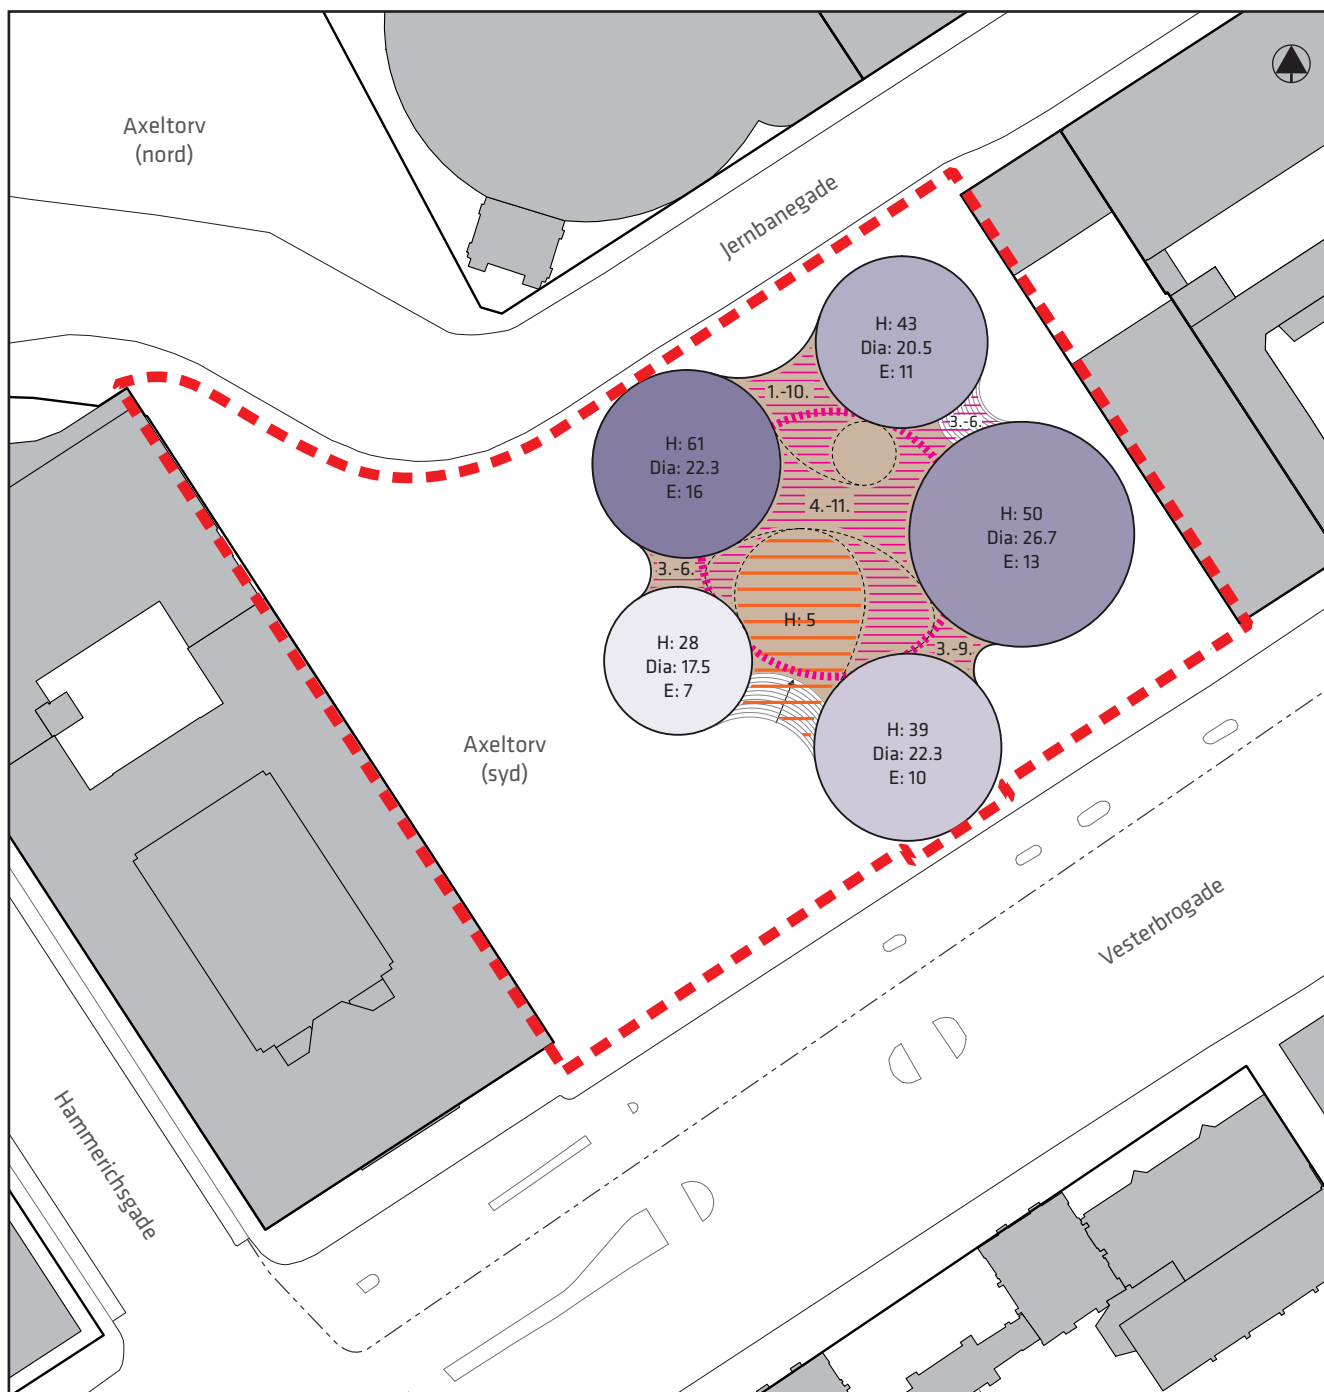 Axeltorv
(nord)
Jernbanegade
H: 43
Dia: 20.5
E: 11
1.-10.
3.-6.
H: 61
Dia: 22.3
E: 16
4.-11.
H: 50
Dia: 26.7
E: 13
3.-6.
H: 5
H: 28
Dia: 17.5
E: 7
3.-9.
H: 39
Dia: 22.3
E: 10
Axeltorv
(syd)
Vesterbrogade
Hammerichsgade